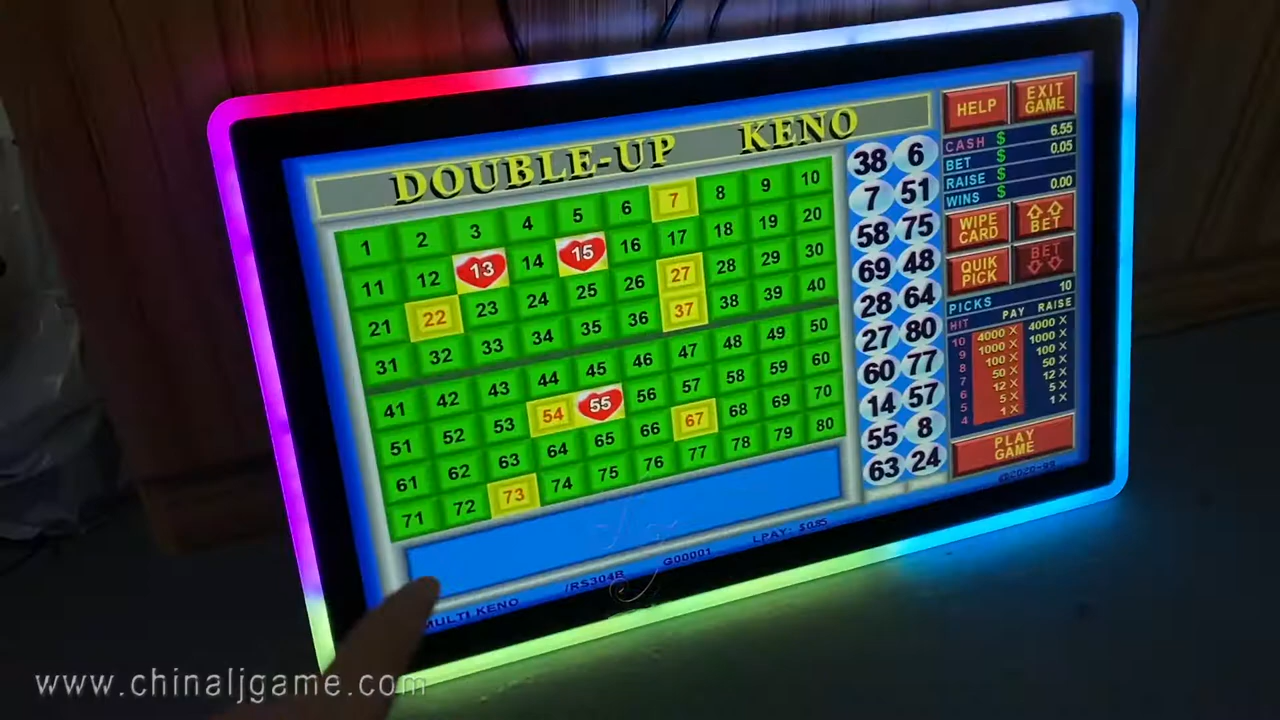 DOUBLE-UP KENO
1 2 3 4 5 6 7 8 9 10
11 12 13 14 15 16 17 18 19 20
21 22 23 24 25 26 27 28 29 30
31 32 33 34 35 36 37 38 39 40
41 42 43 44 45 46 47 48 49 50
51 52 53 54 55 56 57 58 59 60
61 62 63 64 65 66 67 68 69 70
71 72 73 74 75 76 77 78 79 80
38 6
7 51
58 75
69 48
28 64
27 80
60 77
14 57
55 8
63 24
HELP
EXIT GAME
CASH $ 6.55
BET $ 0.05
RAISE $
WINS $ 0.00
WIPE CARD
BET
QUIK PICK
BET
PICKS 10
HIT PAY RAISE
10 4000 X 4000 X
9 1000 X 1000 X
8 100 X 100 X
7 50 X 50 X
6 12 X 12 X
5 5 X 5 X
4 1 X 1 X
PLAY GAME
MULTI KENO /RS304B G00001 LPAY: $0.85
www.chinaljgame.com